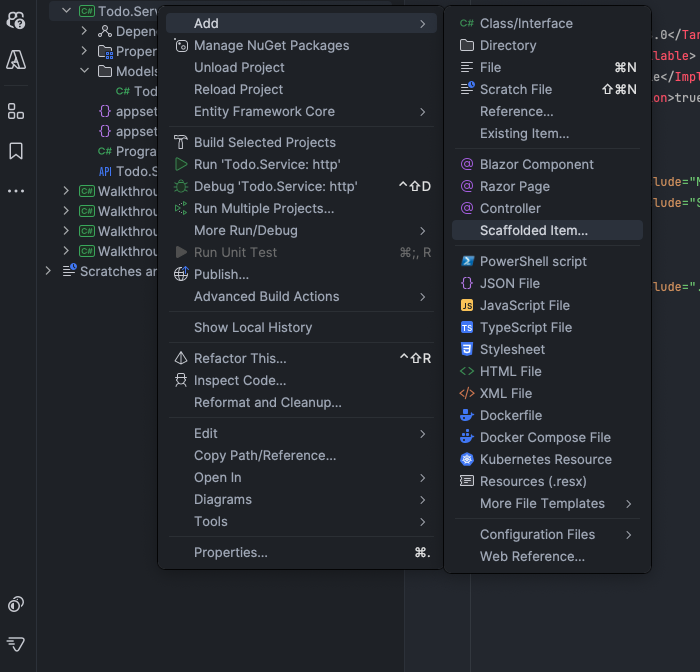 Todo.Serv
Depen
Proper
Models
Tod
appset
appset
Progra
Todo.S
Walkthrou
Walkthrou
Walkthrou
Walkthrou
Scratches an
Add
Manage NuGet Packages
Unload Project
Reload Project
Entity Framework Core
Build Selected Projects
Run 'Todo.Service: http'
Debug 'Todo.Service: http' ^⇧D
Run Multiple Projects...
More Run/Debug
Run Unit Test ⌘;, R
Publish...
Advanced Build Actions
Show Local History
Refactor This... ^⇧R
Inspect Code...
Reformat and Cleanup...
Edit
Copy Path/Reference...
Open In
Diagrams
Tools
Properties... ⌘.
C# Class/Interface
Directory
File ⌘N
Scratch File ⇧⌘N
Reference...
Existing Item...
@ Blazor Component
@ Razor Page
@ Controller
Scaffolded Item...
PowerShell script
{} JSON File
JS JavaScript File
TS TypeScript File
Stylesheet
<> HTML File
</> XML File
Dockerfile
Docker Compose File
Kubernetes Resource
Resources (.resx)
More File Templates
Configuration Files
Web Reference...
.0</Tar
lable>
e</Impl
on>true
lude="M
lude="S
lude=".